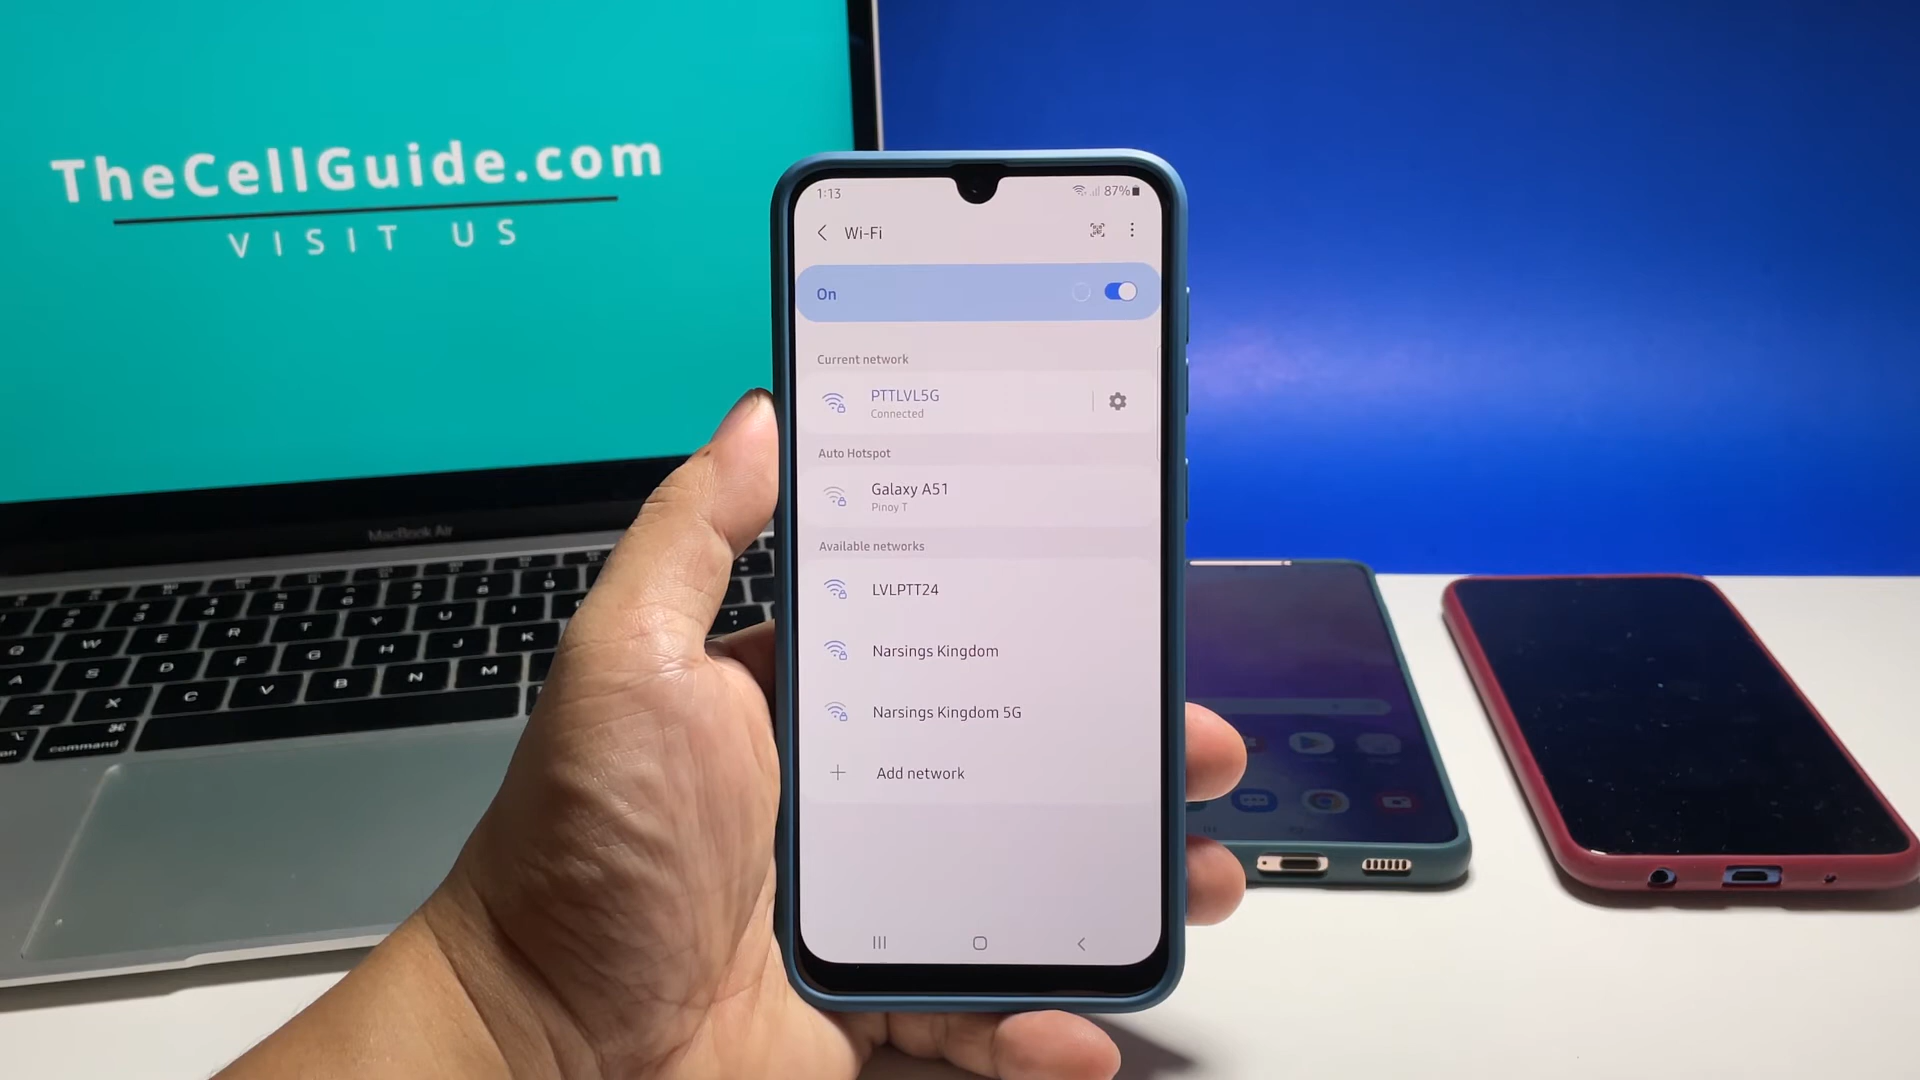 TheCellGuide.com
VISIT US
MacBook Air
1:13
87%
Wi-Fi
On
Current network
PTTLVL5G
Connected
Auto Hotspot
Galaxy A51
Pinoy T
Available networks
LVLPTT24
Narsings Kingdom
Narsings Kingdom 5G
Add network
Q W E R T Y U I
A S D F G H J K
Z X C V B N M
command